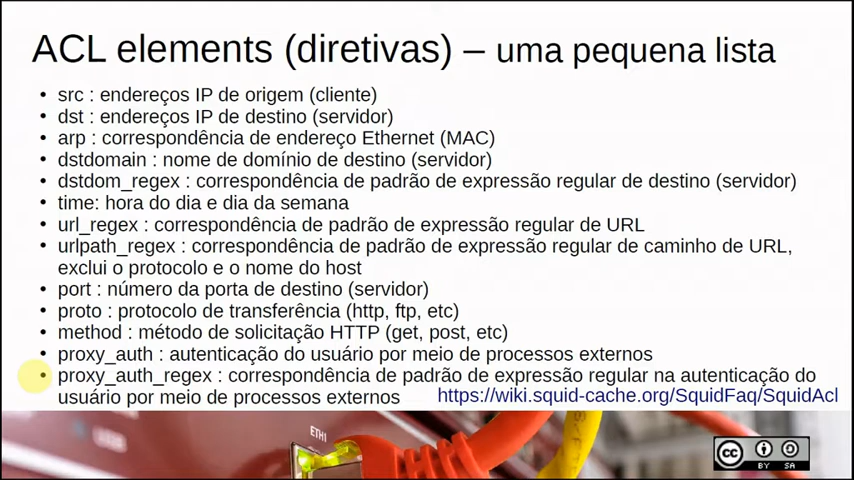 ACL elements (diretivas) – uma pequena lista
• src : endereços IP de origem (cliente)
• dst : endereços IP de destino (servidor)
• arp : correspondência de endereço Ethernet (MAC)
• dstdomain : nome de domínio de destino (servidor)
• dstdom_regex : correspondência de padrão de expressão regular de destino (servidor)
• time: hora do dia e dia da semana
• url_regex : correspondência de padrão de expressão regular de URL
• urlpath_regex : correspondência de padrão de expressão regular de caminho de URL,
exclui o protocolo e o nome do host
• port : número da porta de destino (servidor)
• proto : protocolo de transferência (http, ftp, etc)
• method : método de solicitação HTTP (get, post, etc)
• proxy_auth : autenticação do usuário por meio de processos externos
• proxy_auth_regex : correspondência de padrão de expressão regular na autenticação do
usuário por meio de processos externos https://wiki.squid-cache.org/SquidFaq/SquidAcl
ETH1
cc BY SA